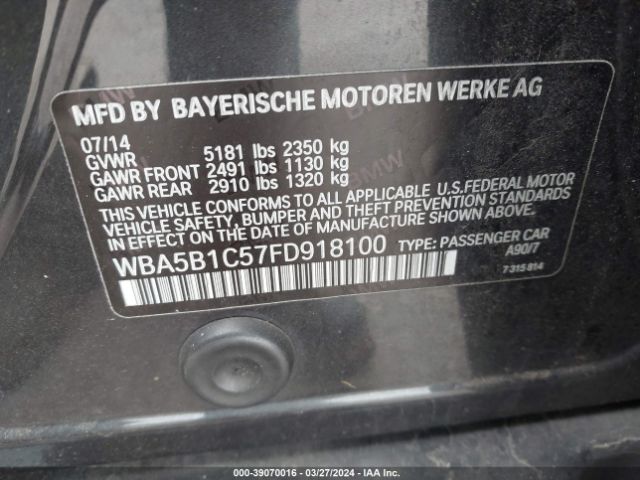 MFD BY BAYERISCHE MOTOREN WERKE AG
07/14
GVWR 5181 lbs 2350 kg
GAWR FRONT 2491 lbs 1130 kg
GAWR REAR 2910 lbs 1320 kg
THIS VEHICLE CONFORMS TO ALL APPLICABLE U.S.FEDERAL MOTOR
VEHICLE SAFETY, BUMPER AND THEFT PREVENTION STANDARDS
IN EFFECT ON THE DATE OF MANUFACTURE SHOWN ABOVE.
WBA5B1C57FD918100 TYPE: PASSENGER CAR
A90/7
7 315 814
000-39070016 — 03/27/2024 — IAA Inc.